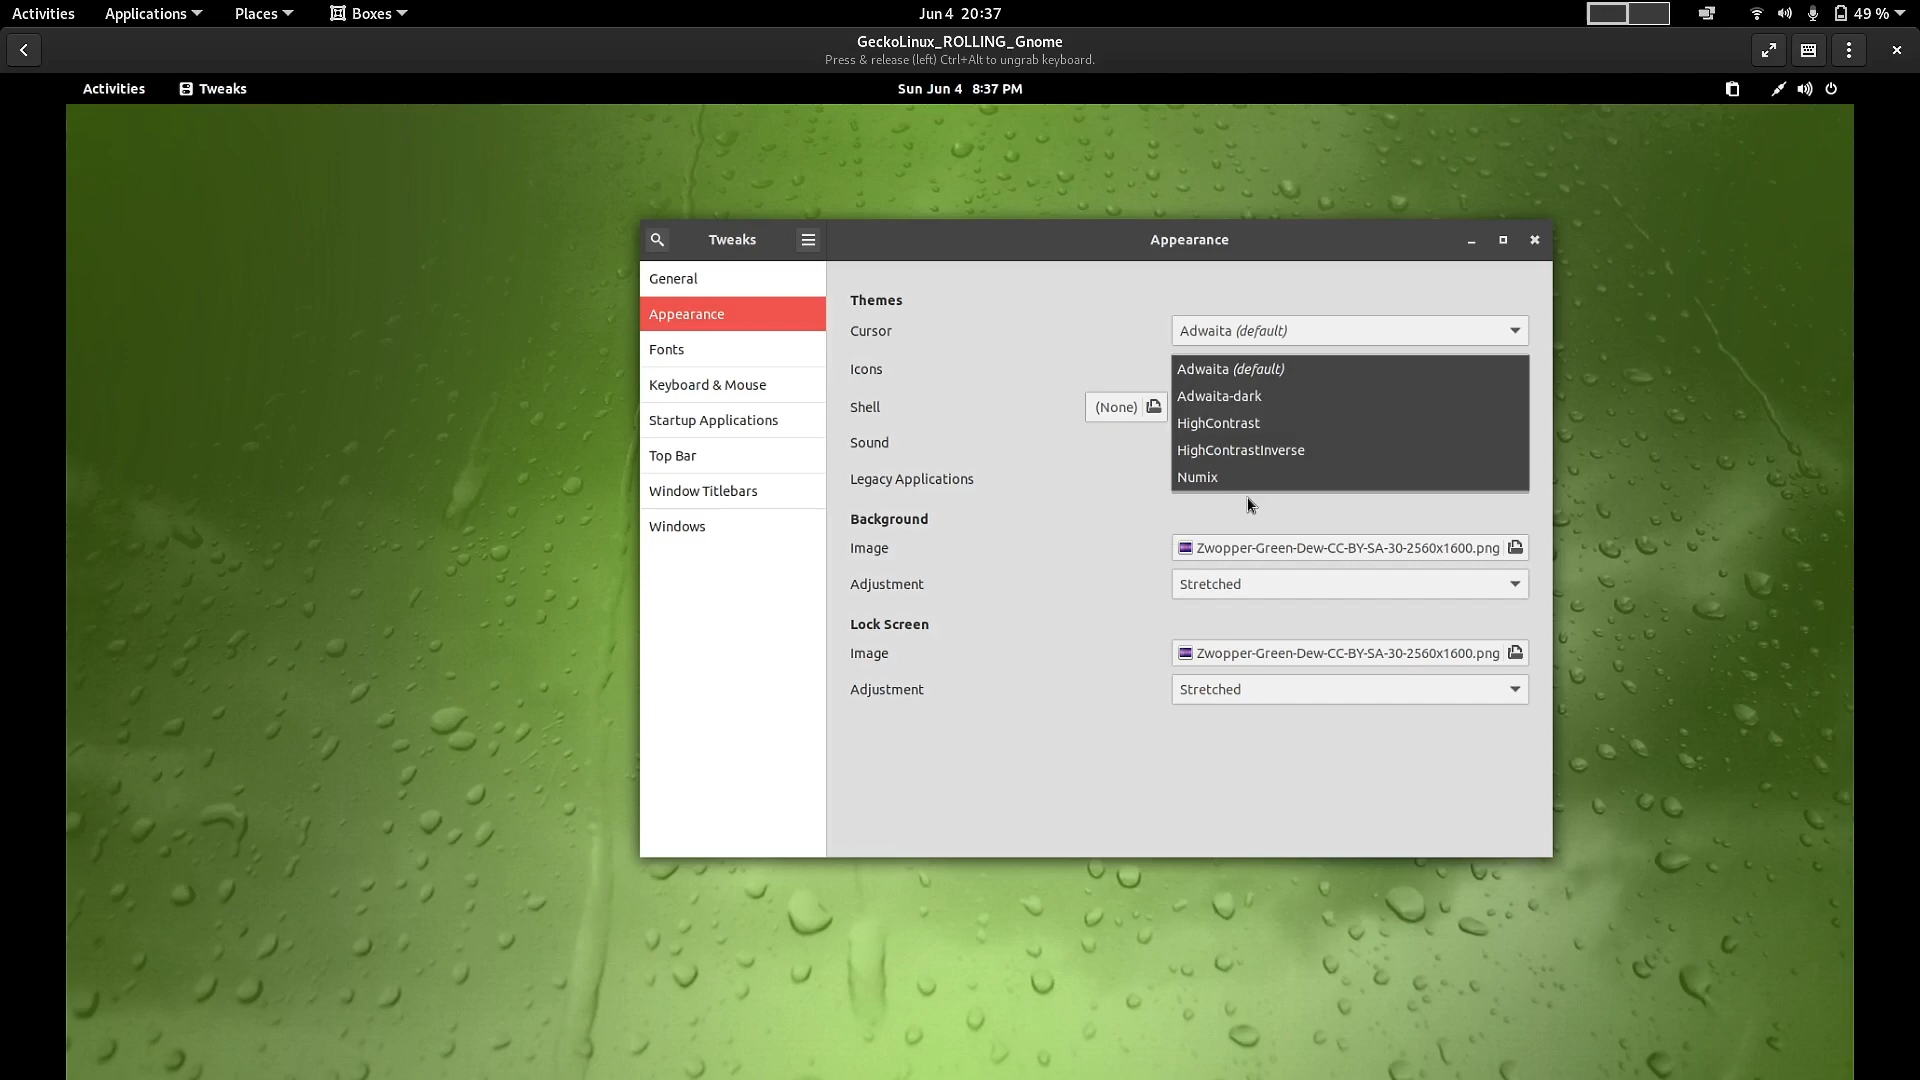 Activities Applications Places Boxes Jun 4 20:37 49 %
GeckoLinux_ROLLING_Gnome
Press & release (left) Ctrl+Alt to ungrab keyboard.
Activities Tweaks Sun Jun 4 8:37 PM
Tweaks Appearance
General
Appearance
Fonts
Keyboard & Mouse
Startup Applications
Top Bar
Window Titlebars
Windows
Themes
Cursor Adwaita (default)
Icons
Shell (None)
Sound
Legacy Applications
Adwaita (default)
Adwaita-dark
HighContrast
HighContrastInverse
Numix
Background
Image Zwopper-Green-Dew-CC-BY-SA-30-2560x1600.png
Adjustment Stretched
Lock Screen
Image Zwopper-Green-Dew-CC-BY-SA-30-2560x1600.png
Adjustment Stretched